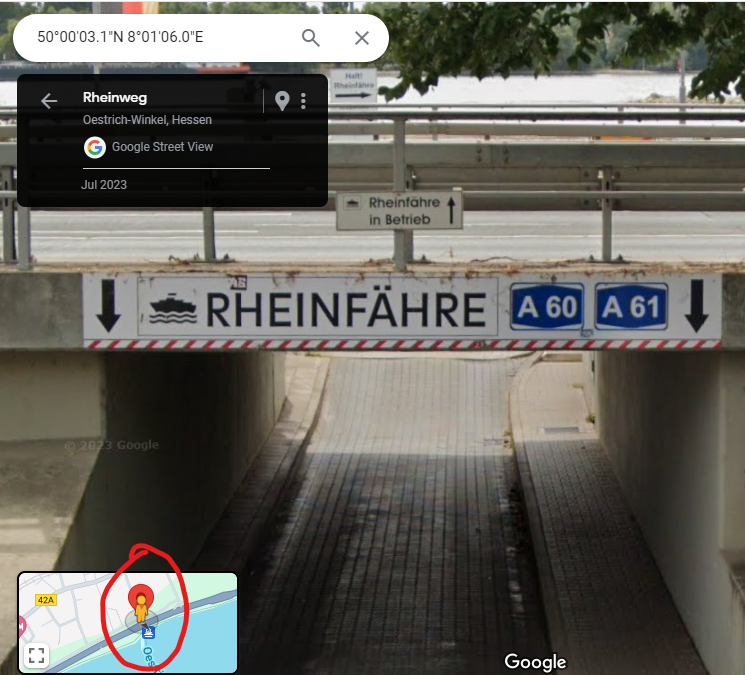 50°00'03.1"N 8°01'06.0"E
Rheinweg
Oestrich-Winkel, Hessen
Google Street View
Jul 2023
Halt!
Rheinfähre
Rheinfähre
in Betrieb
RHEINFÄHRE A 60 A 61
© 2023 Google
42A
Google